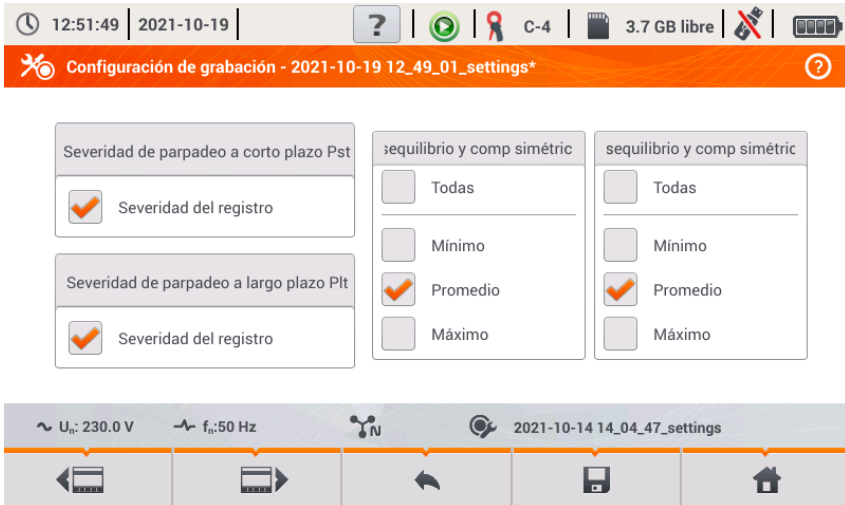 12:51:49 2021-10-19 ? C-4 3.7 GB libre
Configuración de grabación - 2021-10-19 12_49_01_settings* ?
Severidad de parpadeo a corto plazo Pst
Severidad del registro
Severidad de parpadeo a largo plazo Plt
Severidad del registro
sequilibrio y comp simétric
Todas
Mínimo
Promedio
Máximo
sequilibrio y comp simétric
Todas
Mínimo
Promedio
Máximo
Un: 230.0 V fn:50 Hz N 2021-10-14 14_04_47_settings